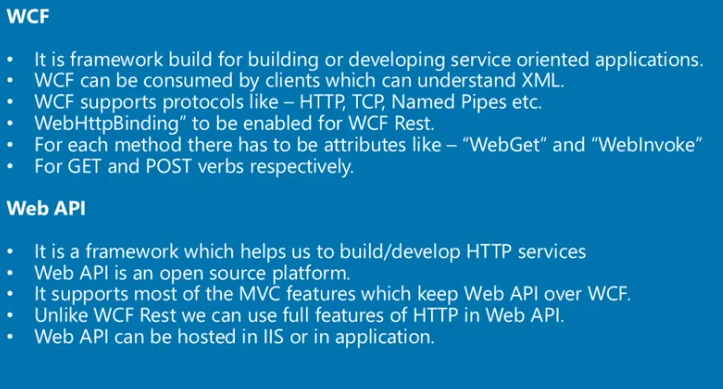 WCF
• It is framework build for building or developing service oriented applications.
• WCF can be consumed by clients which can understand XML.
• WCF supports protocols like – HTTP, TCP, Named Pipes etc.
• WebHttpBinding” to be enabled for WCF Rest.
• For each method there has to be attributes like – “WebGet” and “WebInvoke”
• For GET and POST verbs respectively.
Web API
• It is a framework which helps us to build/develop HTTP services
• Web API is an open source platform.
• It supports most of the MVC features which keep Web API over WCF.
• Unlike WCF Rest we can use full features of HTTP in Web API.
• Web API can be hosted in IIS or in application.